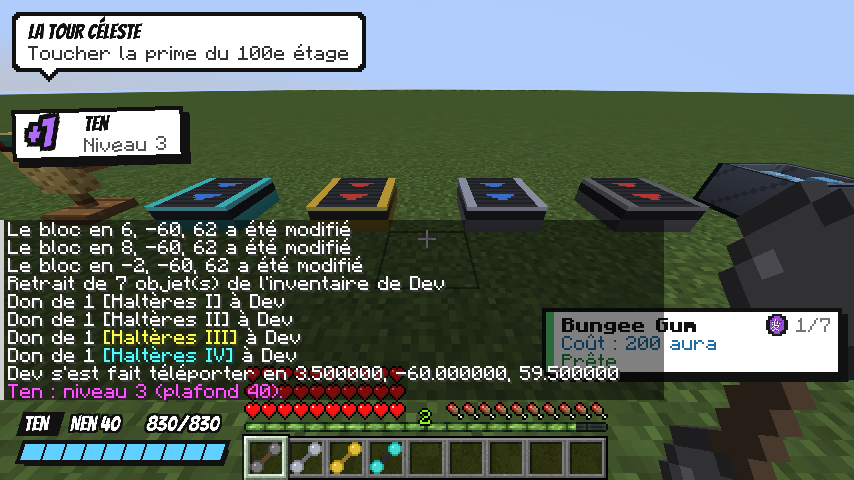 LA TOUR CÉLESTE
Toucher la prime du 100e étage
+1
TEN
Niveau 3
Le bloc en 6, -60, 62 a été modifié
Le bloc en 8, -60, 62 a été modifié
Le bloc en -2, -60, 62 a été modifié
Retrait de 7 objet(s) de l'inventaire de Dev
Don de 1 [Haltères I] à Dev
Don de 1 [Haltères II] à Dev
Don de 1 [Haltères III] à Dev
Don de 1 [Haltères IV] à Dev
Dev s'est fait téléporter en 3.500000, -60.000000, 59.500000
Ten : niveau 3 (plafond 40).
Bungee Gum
1/7
Coût : 200 aura
Prête
TEN
NEN 40
830/830
2